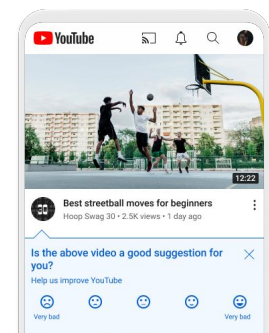 YouTube
12:22
Best streetball moves for beginners
Hoop Swag 30 • 2.5K views • 1 day ago
Is the above video a good suggestion for
you?
Help us improve YouTube
Very bad
Very bad